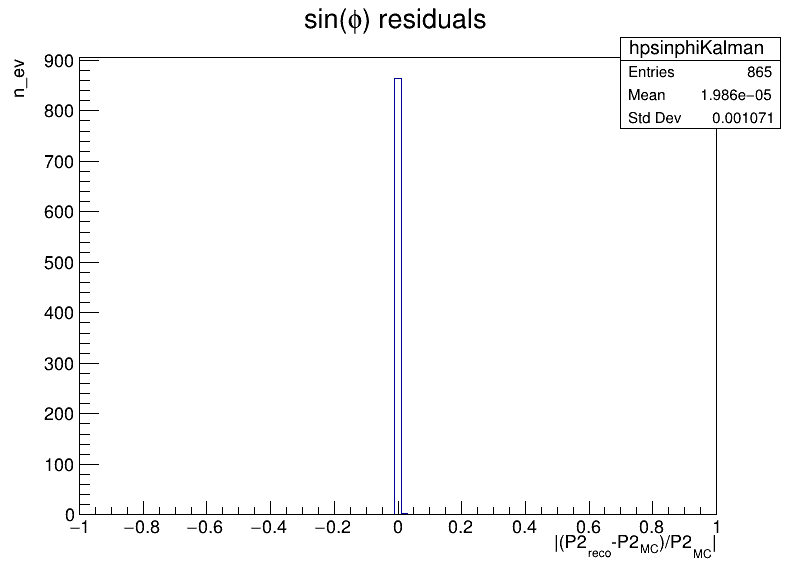 sin(ϕ) residuals
hpsinphiKalman
Entries 865
Mean 1.986e−05
Std Dev 0.001071
n_ev
900
800
700
600
500
400
300
200
100
0
−1 −0.8 −0.6 −0.4 −0.2 0 0.2 0.4 0.6 0.8 1
|(P2reco-P2MC)/P2MC|